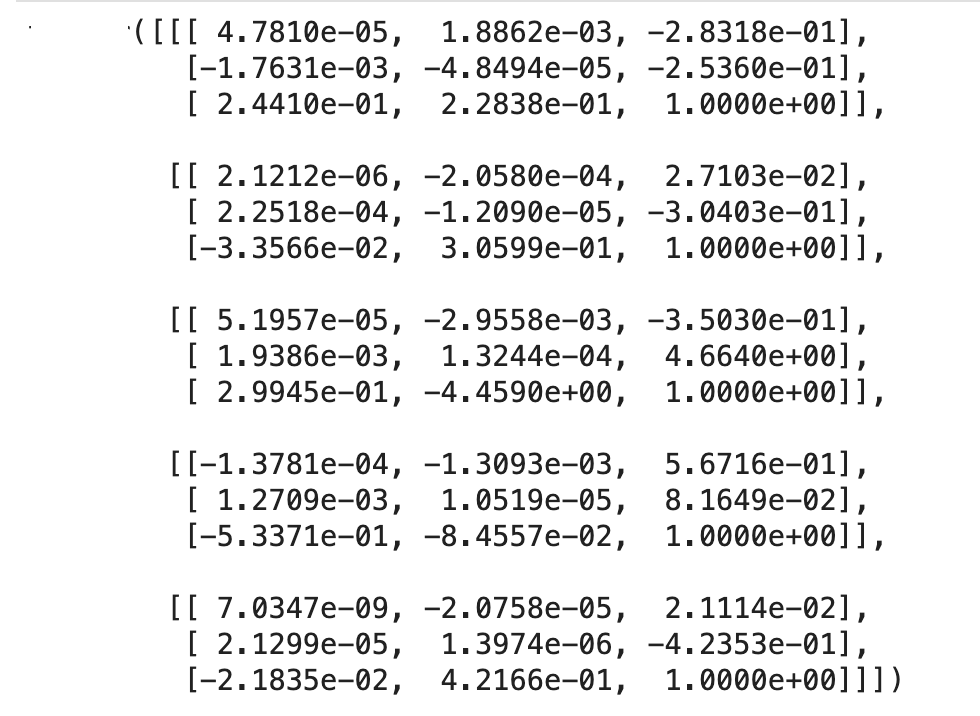 ([[[ 4.7810e-05,  1.8862e-03, -2.8318e-01],
[-1.7631e-03, -4.8494e-05, -2.5360e-01],
[ 2.4410e-01,  2.2838e-01,  1.0000e+00]],
[[ 2.1212e-06, -2.0580e-04,  2.7103e-02],
[ 2.2518e-04, -1.2090e-05, -3.0403e-01],
[-3.3566e-02,  3.0599e-01,  1.0000e+00]],
[[ 5.1957e-05, -2.9558e-03, -3.5030e-01],
[ 1.9386e-03,  1.3244e-04,  4.6640e+00],
[ 2.9945e-01, -4.4590e+00,  1.0000e+00]],
[[-1.3781e-04, -1.3093e-03,  5.6716e-01],
[ 1.2709e-03,  1.0519e-05,  8.1649e-02],
[-5.3371e-01, -8.4557e-02,  1.0000e+00]],
[[ 7.0347e-09, -2.0758e-05,  2.1114e-02],
[ 2.1299e-05,  1.3974e-06, -4.2353e-01],
[-2.1835e-02,  4.2166e-01,  1.0000e+00]]]])